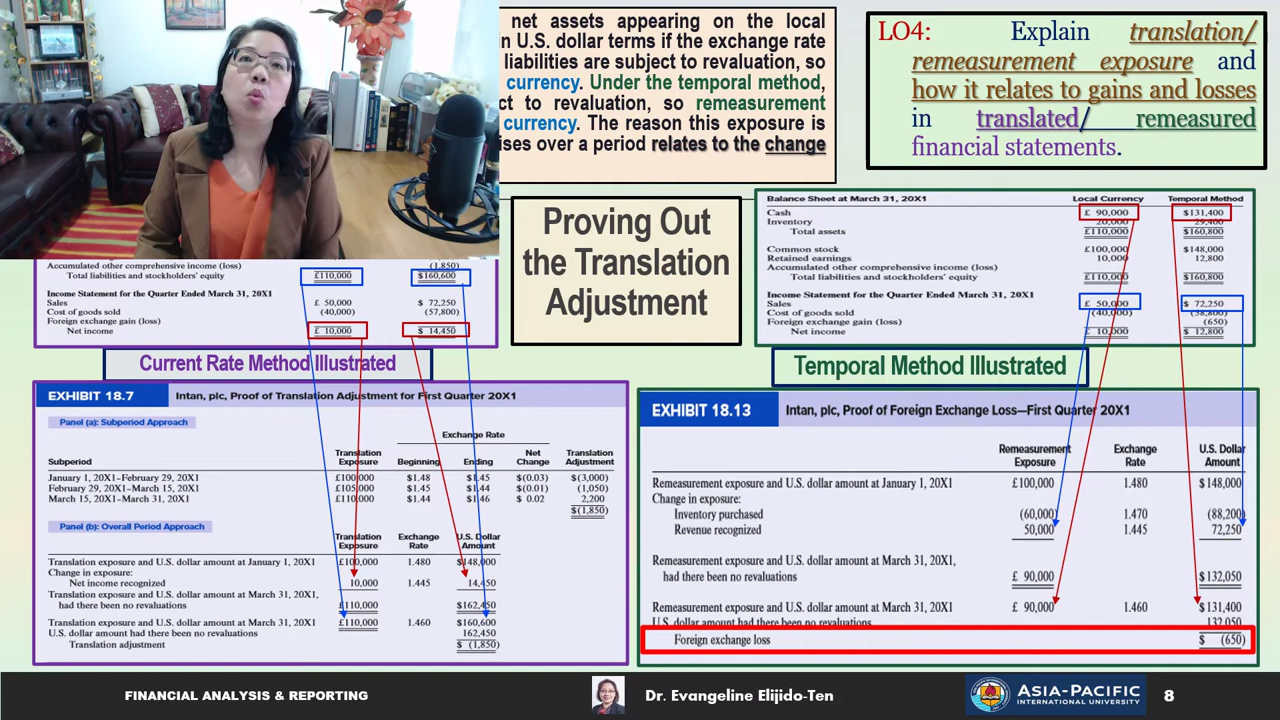 net assets appearing on the local
in U.S. dollar terms if the exchange rate
liabilities are subject to revaluation, so
currency. Under the temporal method,
ct to revaluation, so remeasurement
currency. The reason this exposure is
ises over a period relates to the change
LO4: Explain translation/
remeasurement exposure and
how it relates to gains and losses
in translated/ remeasured
financial statements.
Proving Out
the Translation
Adjustment
Accumulated other comprehensive income (loss) (1,850)
Total liabilities and stockholders' equity £110,000 $160,600
Income Statement for the Quarter Ended March 31, 20X1
Sales £ 50,000 $ 72,250
Cost of goods sold (40,000) (57,800)
Foreign exchange gain (loss)
Net income £ 10,000 $ 14,450
Current Rate Method Illustrated
Balance Sheet at March 31, 20X1 Local Currency Temporal Method
Cash £ 90,000 $131,400
Inventory 20,000 29,400
Total assets £110,000 $160,800
Common stock £100,000 $148,000
Retained earnings 10,000 12,800
Accumulated other comprehensive income (loss)
Total liabilities and stockholders' equity £110,000 $160,800
Income Statement for the Quarter Ended March 31, 20X1
Sales £ 50,000 $ 72,250
Cost of goods sold (40,000) (58,800)
Foreign exchange gain (loss) (650)
Net income £ 10,000 $ 12,800
Temporal Method Illustrated
EXHIBIT 18.7 Intan, plc, Proof of Translation Adjustment for First Quarter 20X1
Panel (a): Subperiod Approach
Exchange Rate
Subperiod Translation Exposure Beginning Ending Net Change Translation Adjustment
January 1, 20X1–February 29, 20X1 £100,000 $1.48 $1.45 $(0.03) $(3,000)
February 29, 20X1–March 15, 20X1 £105,000 $1.45 $1.44 $(0.01) (1,050)
March 15, 20X1–March 31, 20X1 £110,000 $1.44 $1.46 $ 0.02 2,200
$(1,850)
Panel (b): Overall Period Approach
Translation Exposure Exchange Rate U.S. Dollar Amount
Translation exposure and U.S. dollar amount at January 1, 20X1 £100,000 1.480 $148,000
Change in exposure:
Net income recognized 10,000 1.445 14,450
Translation exposure and U.S. dollar amount at March 31, 20X1,
had there been no revaluations £110,000 $162,450
Translation exposure and U.S. dollar amount at March 31, 20X1 £110,000 1.460 $160,600
U.S. dollar amount had there been no revaluations 162,450
Translation adjustment $ (1,850)
EXHIBIT 18.13 Intan, plc, Proof of Foreign Exchange Loss—First Quarter 20X1
Remeasurement Exposure Exchange Rate U.S. Dollar Amount
Remeasurement exposure and U.S. dollar amount at January 1, 20X1 £100,000 1.480 $148,000
Change in exposure:
Inventory purchased (60,000) 1.470 (88,200)
Revenue recognized 50,000 1.445 72,250
Remeasurement exposure and U.S. dollar amount at March 31, 20X1,
had there been no revaluations £ 90,000 $132,050
Remeasurement exposure and U.S. dollar amount at March 31, 20X1 £ 90,000 1.460 $131,400
U.S. dollar amount had there been no revaluations 132,050
Foreign exchange loss $ (650)
FINANCIAL ANALYSIS & REPORTING
Dr. Evangeline Elijido-Ten
ASIA-PACIFIC
INTERNATIONAL UNIVERSITY
8